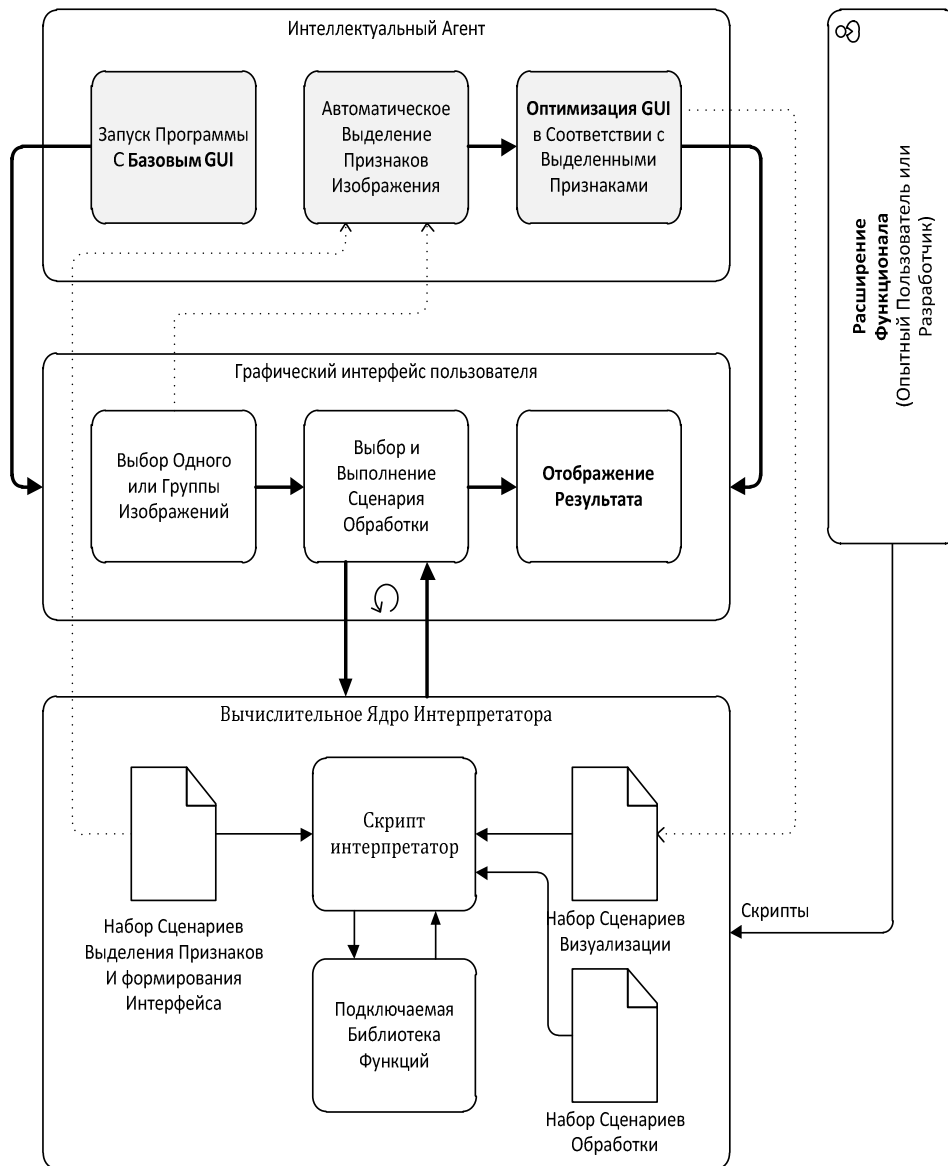 Интеллектуальный Агент
Запуск Программы
С Базовым GUI
Автоматическое
Выделение
Признаков
Изображения
Оптимизация GUI
в Соответствии с
Выделенными
Признаками
Расширение
Функционала
(Опытный Пользователь или
Разработчик)
Графический интерфейс пользователя
Выбор Одного
или Группы
Изображений
Выбор и
Выполнение
Сценария
Обработки
Отображение
Результата
Вычислительное Ядро Интерпретатора
Скрипт
интерпретатор
Набор Сценариев
Выделения Признаков
И формирования
Интерфейса
Набор Сценариев
Визуализации
Скрипты
Подключаемая
Библиотека
Функций
Набор Сценариев
Обработки